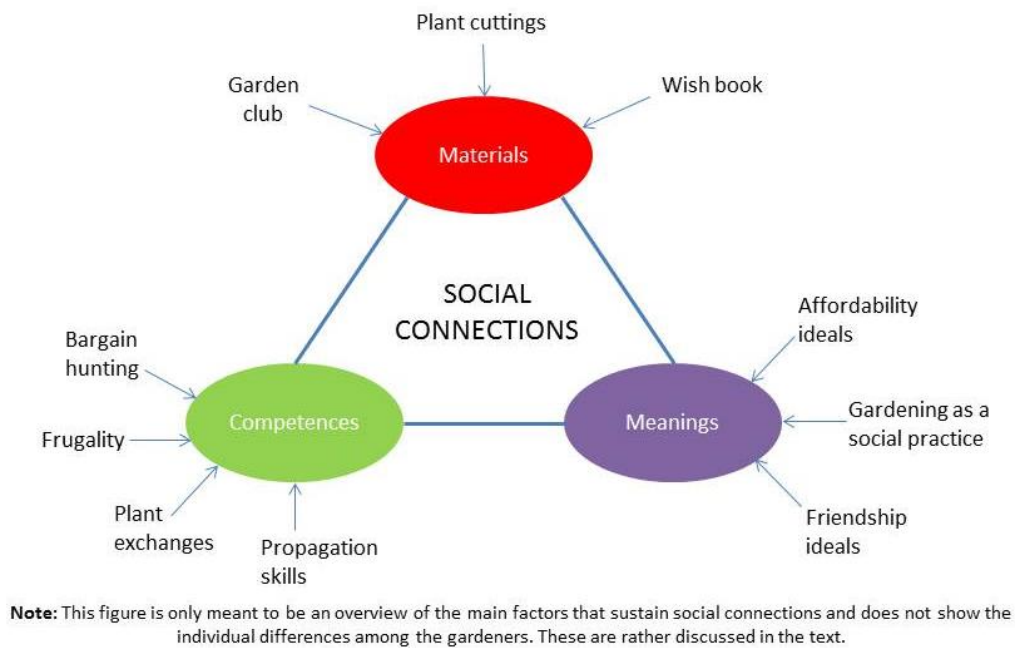 Plant cuttings
Garden
club
Wish book
Materials
SOCIAL
CONNECTIONS
Affordability
ideals
Bargain
hunting
Competences
Meanings
Gardening as a
social practice
Frugality
Plant
exchanges
Propagation
skills
Friendship
ideals
Note: This figure is only meant to be an overview of the main factors that sustain social connections and does not show the
individual differences among the gardeners. These are rather discussed in the text.